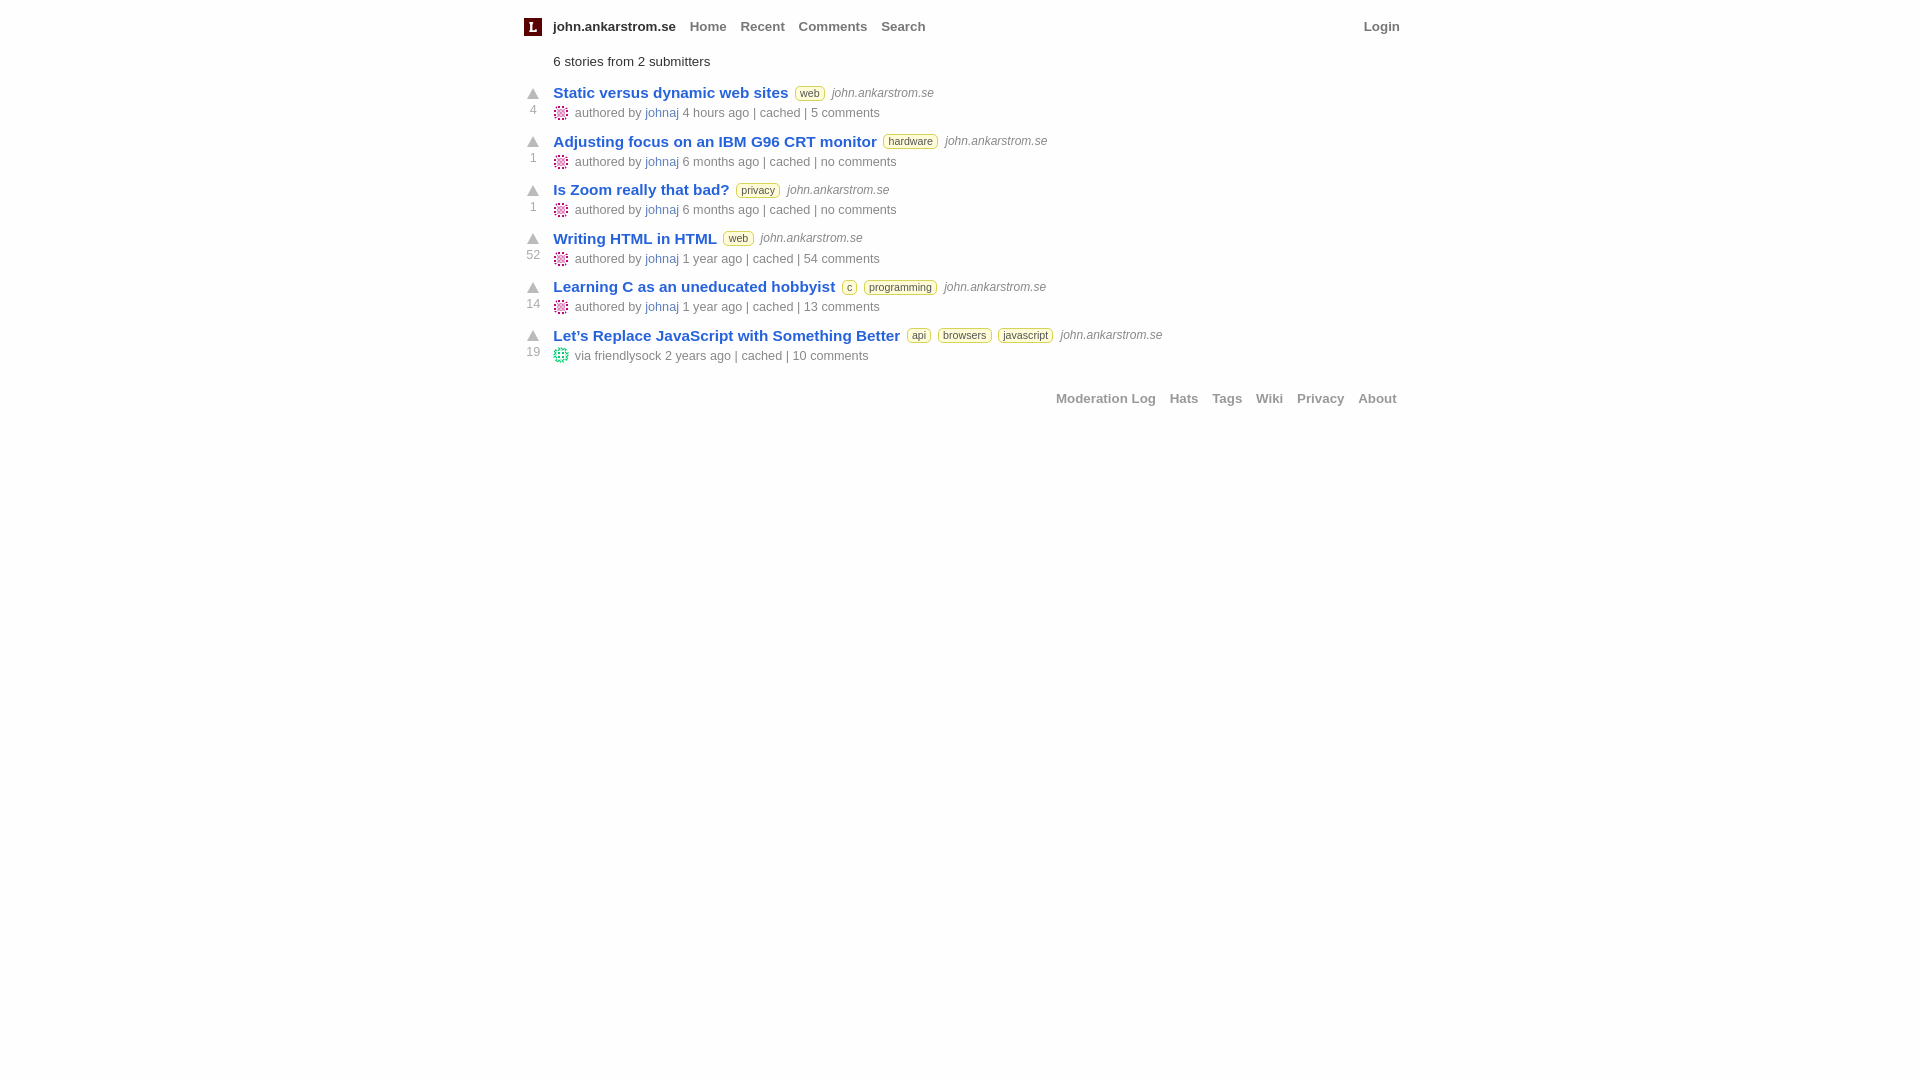 L john.ankarstrom.se Home Recent Comments Search Login
6 stories from 2 submitters
Static versus dynamic web sites web john.ankarstrom.se
4
authored by johnaj 4 hours ago | cached | 5 comments
Adjusting focus on an IBM G96 CRT monitor hardware john.ankarstrom.se
1
authored by johnaj 6 months ago | cached | no comments
Is Zoom really that bad? privacy john.ankarstrom.se
1
authored by johnaj 6 months ago | cached | no comments
Writing HTML in HTML web john.ankarstrom.se
52
authored by johnaj 1 year ago | cached | 54 comments
Learning C as an uneducated hobbyist c programming john.ankarstrom.se
14
authored by johnaj 1 year ago | cached | 13 comments
Let’s Replace JavaScript with Something Better api browsers javascript john.ankarstrom.se
19
via friendlysock 2 years ago | cached | 10 comments
Moderation Log Hats Tags Wiki Privacy About